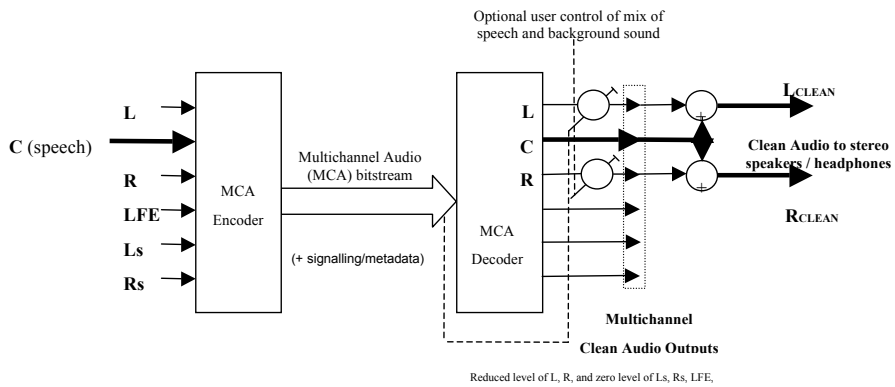 Optional user control of mix of
speech and background sound
L
C (speech)
R
LFE
Ls
Rs
MCA
Encoder
Multichannel Audio
(MCA) bitstream
(+ signalling/metadata)
L
C
R
MCA
Decoder
+
+
LCLEAN
Clean Audio to stereo
speakers / headphones
RCLEAN
Multichannel
Clean Audio Outputs
Reduced level of L, R, and zero level of Ls, Rs, LFE,